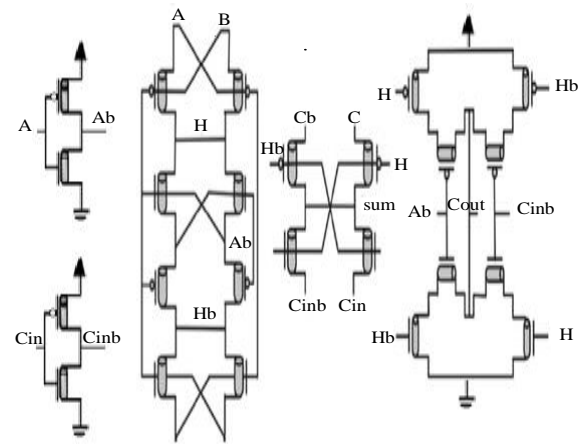 A
Ab
Cin
Cinb
A B
H
Ab
Hb
Cb C
Hb H
sum
Cinb Cin
H Hb
Ab Cout Cinb
Hb H